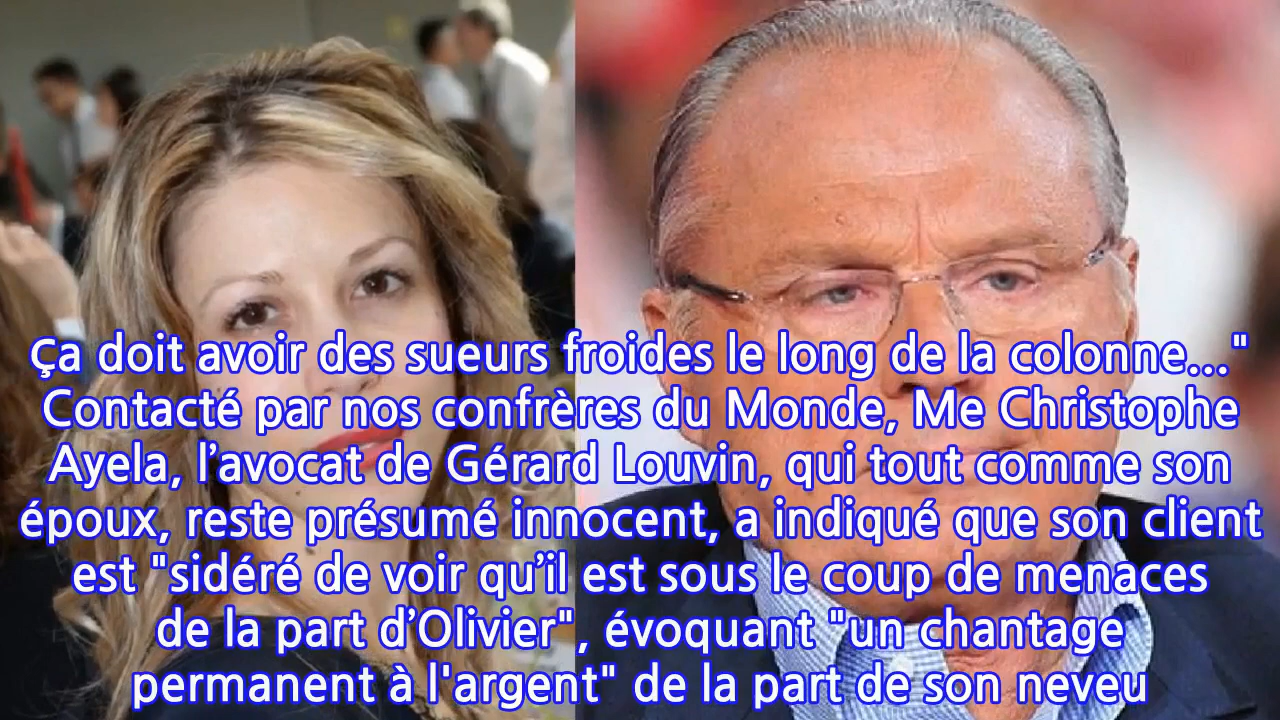 Ça doit avoir des sueurs froides le long de la colonne..."
Contacté par nos confrères du Monde, Me Christophe
Ayela, l’avocat de Gérard Louvin, qui tout comme son
époux, reste présumé innocent, a indiqué que son client
est "sidéré de voir qu’il est sous le coup de menaces
de la part d’Olivier", évoquant "un chantage
permanent à l'argent" de la part de son neveu